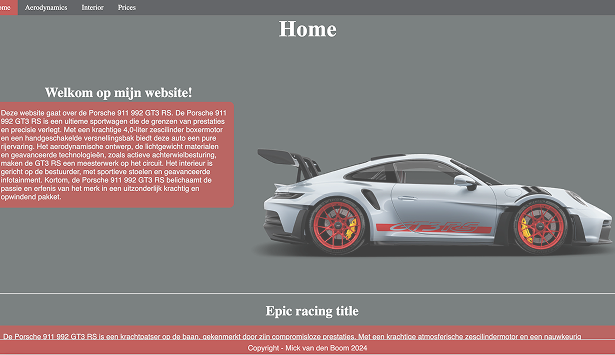 ome Aerodynamics Interior Prices
Home
Welkom op mijn website!
Deze website gaat over de Porsche 911 992 GT3 RS. De Porsche 911
992 GT3 RS is een ultieme sportwagen die de grenzen van prestaties
en precisie verlegt. Met een krachtige 4,0-liter zescilinder boxermotor
en een handgeschakelde versnellingsbak biedt deze auto een pure
rijervaring. Het aerodynamische ontwerp, de lichtgewicht materialen
en geavanceerde technologieën, zoals actieve achterwielbesturing,
maken de GT3 RS een meesterwerk op het circuit. Het interieur is
gericht op de bestuurder, met sportieve stoelen en geavanceerde
infotainment. Kortom, de Porsche 911 992 GT3 RS belichaamt de
passie en erfenis van het merk in een uitzonderlijk krachtig en
opwindend pakket.
GT3 RS
Epic racing title
De Porsche 911 992 GT3 RS is een krachtpatser op de baan, gekenmerkt door zijn compromisloze prestaties. Met een krachtige atmosferische zescilindermotor en een nauwkeurig
Copyright - Mick van den Boom 2024